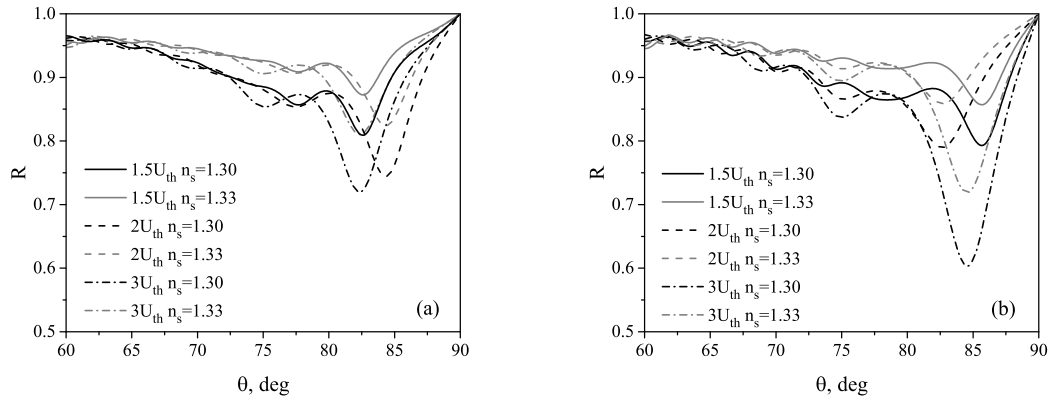 1.0
0.9
0.8
0.7
0.6
0.5
R
1.5U_th n_s=1.30
1.5U_th n_s=1.33
2U_th n_s=1.30
2U_th n_s=1.33
3U_th n_s=1.30
3U_th n_s=1.33
(a)
60 65 70 75 80 85 90
θ, deg
1.0
0.9
0.8
0.7
0.6
0.5
R
1.5U_th n_s=1.30
1.5U_th n_s=1.33
2U_th n_s=1.30
2U_th n_s=1.33
3U_th n_s=1.30
3U_th n_s=1.33
(b)
60 65 70 75 80 85 90
θ, deg